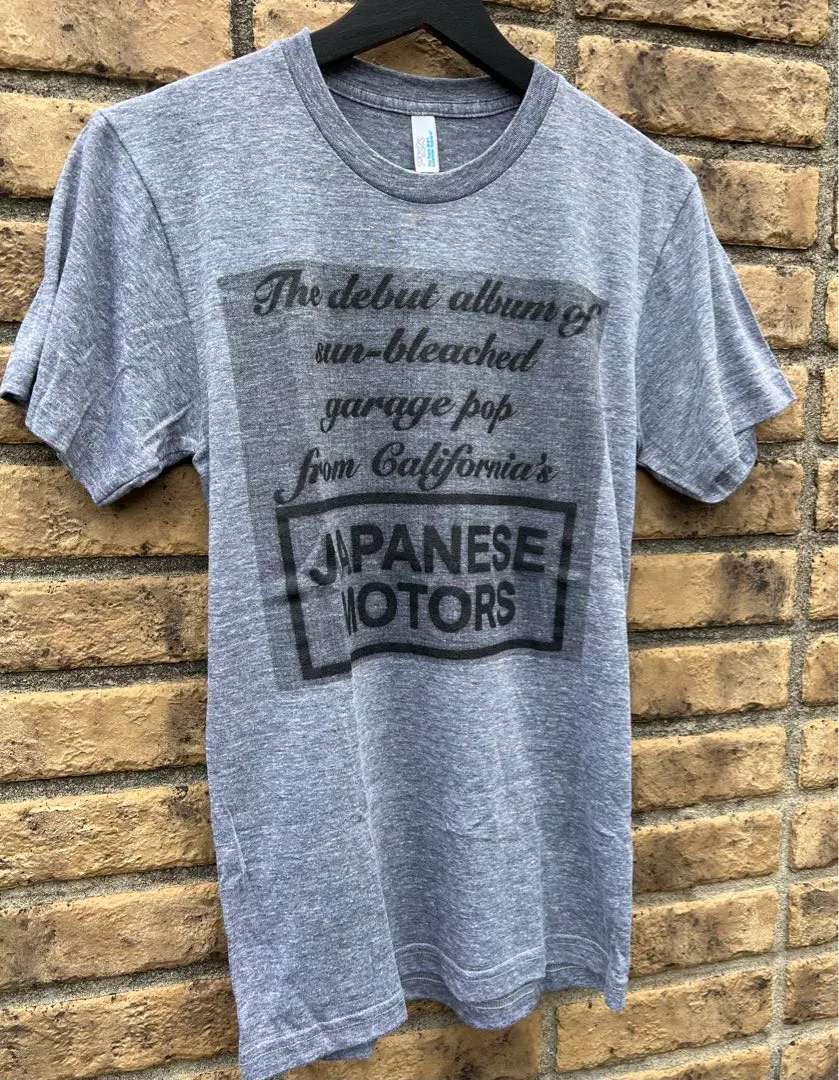 The debut album of
sun-bleached
garage pop
from California's
JAPANESE
MOTORS